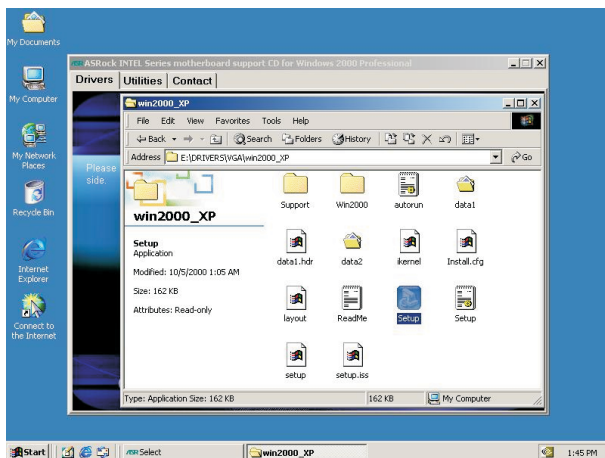 My Documents
My Computer
My Network
Places
Recycle Bin
Internet
Explorer
Connect to
the Internet
ASRock INTEL Series motherboard support CD for Windows 2000 Professional
Drivers Utilities Contact
Please
side.
win2000_XP
File Edit View Favorites Tools Help
Back Search Folders History
Address E:\DRIVERS\VGA\win2000_XP Go
win2000_XP
Setup
Application
Modified: 10/5/2000 1:05 AM
Size: 162 KB
Attributes: Read-only
Support Win2000 autorun data1
data1.hdr data2 ikernel Install.cfg
layout ReadMe Setup Setup
setup setup.iss
Type: Application Size: 162 KB 162 KB My Computer
Start ASR Select win2000_XP 1:45 PM